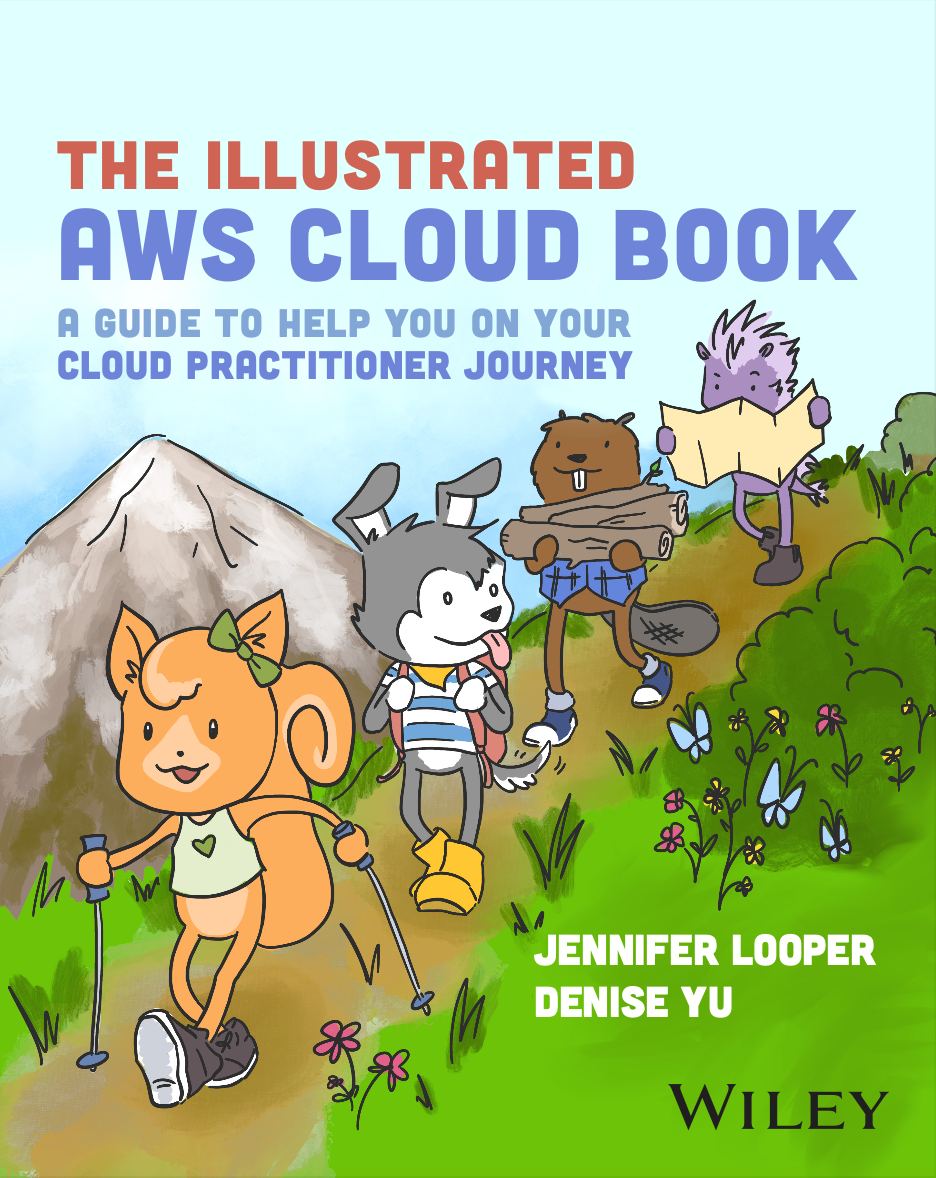 THE ILLUSTRATED
AWS CLOUD BOOK
A GUIDE TO HELP YOU ON YOUR
CLOUD PRACTITIONER JOURNEY
JENNIFER LOOPER
DENISE YU
WILEY